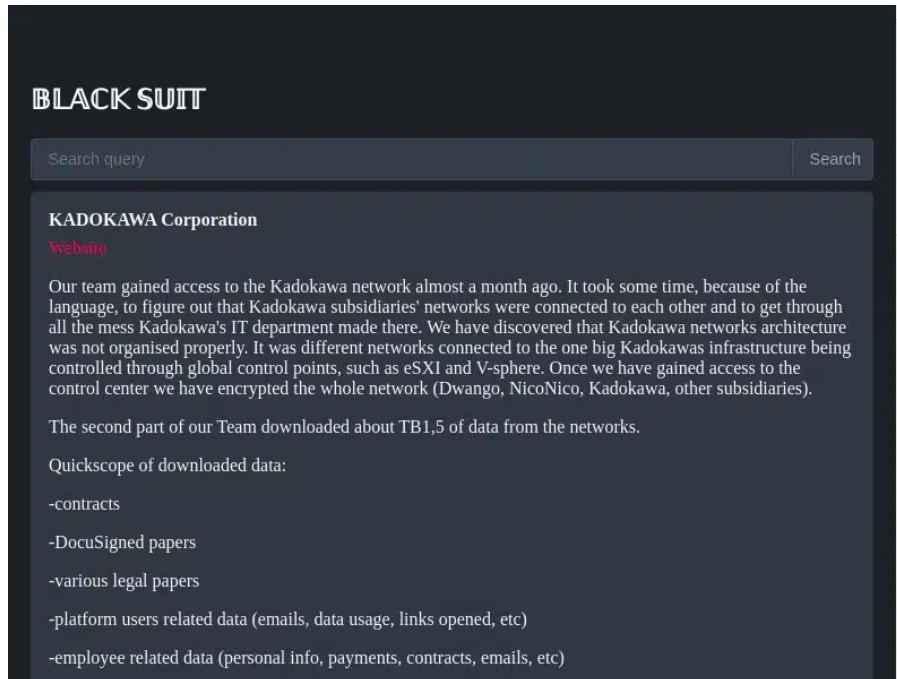 BLACK SUIT
Search query
Search
KADOKAWA Corporation
Website
Our team gained access to the Kadokawa network almost a month ago. It took some time, because of the
language, to figure out that Kadokawa subsidiaries' networks were connected to each other and to get through
all the mess Kadokawa's IT department made there. We have discovered that Kadokawa networks architecture
was not organised properly. It was different networks connected to the one big Kadokawas infrastructure being
controlled through global control points, such as eSXI and V-sphere. Once we have gained access to the
control center we have encrypted the whole network (Dwango, NicoNico, Kadokawa, other subsidiaries).
The second part of our Team downloaded about TB1,5 of data from the networks.
Quickscope of downloaded data:
-contracts
-DocuSigned papers
-various legal papers
-platform users related data (emails, data usage, links opened, etc)
-employee related data (personal info, payments, contracts, emails, etc)